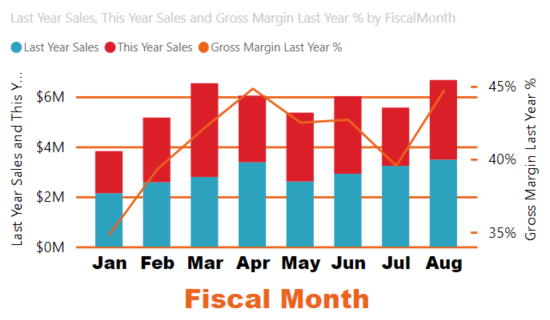 Last Year Sales, This Year Sales and Gross Margin Last Year % by FiscalMonth
Last Year Sales This Year Sales Gross Margin Last Year %
Last Year Sales and This Y...
$6M
$4M
$2M
$0M
45%
40%
35%
Gross Margin Last Year %
Jan Feb Mar Apr May Jun Jul Aug
Fiscal Month